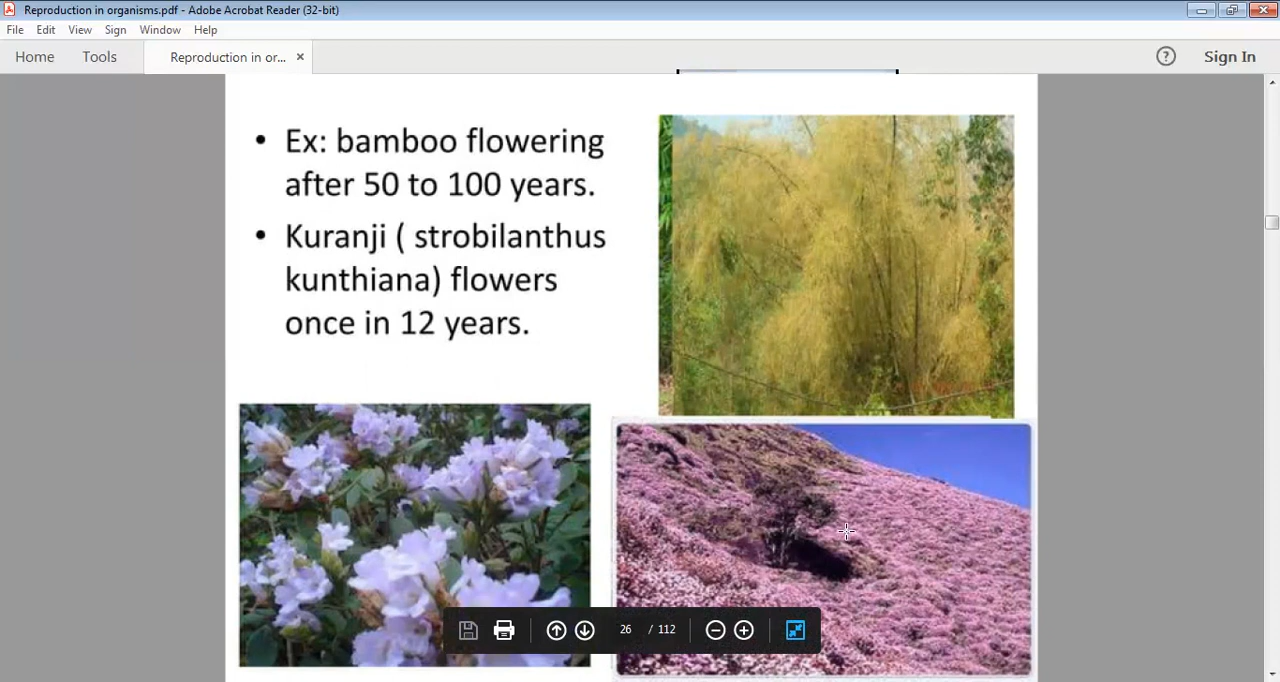 Reproduction in organisms.pdf - Adobe Acrobat Reader (32-bit)
File Edit View Sign Window Help
Home Tools Reproduction in or... × ? Sign In
• Ex: bamboo flowering
after 50 to 100 years.
• Kuranji ( strobilanthus
kunthiana) flowers
once in 12 years.
26 / 112